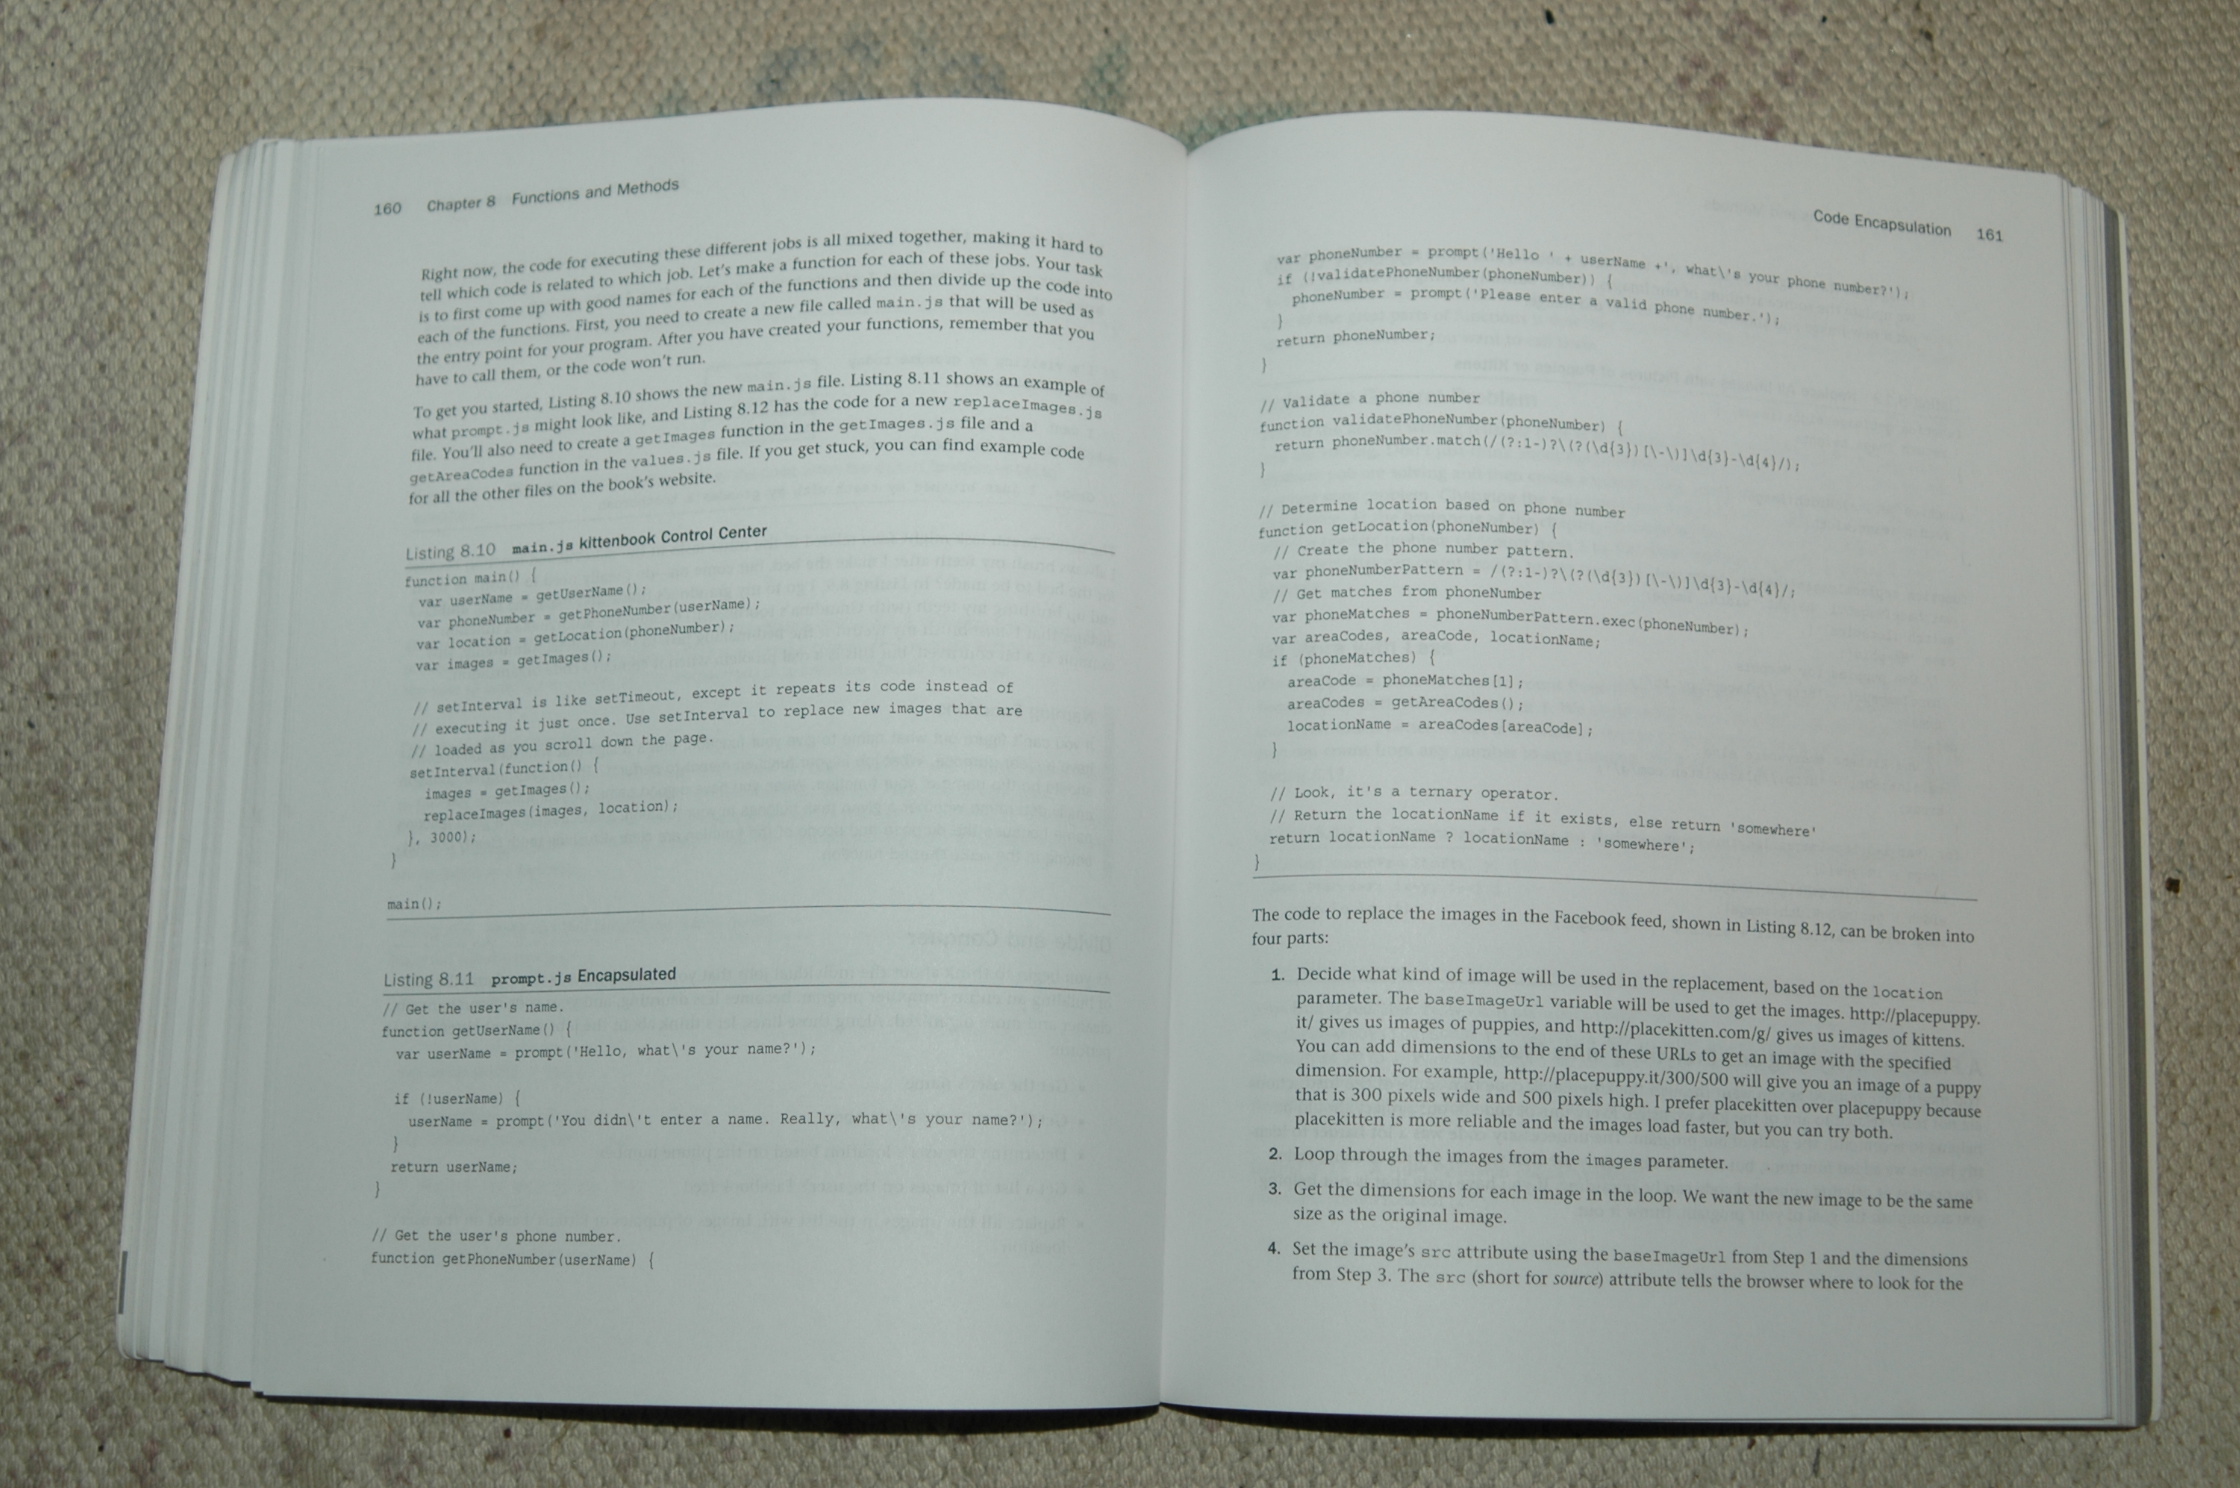 160 Chapter 8 Functions and Methods
Right now, the code for executing these different jobs is all mixed together, making it hard to
tell which code is related to which job. Let's make a function for each of these jobs. Your task
is to first come up with good names for each of the functions and then divide up the code into
each of the functions. First, you need to create a new file called main.js that will be used as
the entry point for your program. After you have created your functions, remember that you
have to call them, or the code won't run.
To get you started, Listing 8.10 shows the new main.js file. Listing 8.11 shows an example of
what prompt.js might look like, and Listing 8.12 has the code for a new replaceImages.js
file. You'll also need to create a getImages function in the getImages.js file and a
getAreaCodes function in the values.js file. If you get stuck, you can find example code
for all the other files on the book's website.
Listing 8.10 main.js kittenbook Control Center
function main() {
var userName = getUserName();
var phoneNumber = getPhoneNumber(userName);
var location = getLocation(phoneNumber);
var images = getImages();
// setInterval is like setTimeout, except it repeats its code instead of
// executing it just once. Use setInterval to replace new images that are
// loaded as you scroll down the page.
setInterval(function() {
images = getImages();
replaceImages(images, location);
}, 3000);
}
main();
Listing 8.11 prompt.js Encapsulated
// Get the user's name.
function getUserName() {
var userName = prompt('Hello, what\'s your name?');
if (!userName) {
userName = prompt('You didn\'t enter a name. Really, what\'s your name?');
}
return userName;
}
// Get the user's phone number.
function getPhoneNumber(userName) {
Code Encapsulation 161
var phoneNumber = prompt('Hello ' + userName +', what\'s your phone number?');
if (!validatePhoneNumber(phoneNumber)) {
phoneNumber = prompt('Please enter a valid phone number.');
}
return phoneNumber;
}
// Validate a phone number
function validatePhoneNumber(phoneNumber) {
return phoneNumber.match(/(?:1-)?\(?(\d{3})[\-\)]\d{3}-\d{4}/);
}
// Determine location based on phone number
function getLocation(phoneNumber) {
// Create the phone number pattern.
var phoneNumberPattern = /(?:1-)?\(?(\d{3})[\-\)]\d{3}-\d{4}/;
// Get matches from phoneNumber
var phoneMatches = phoneNumberPattern.exec(phoneNumber);
var areaCodes, areaCode, locationName;
if (phoneMatches) {
areaCode = phoneMatches[1];
areaCodes = getAreaCodes();
locationName = areaCodes[areaCode];
}
// Look, it's a ternary operator.
// Return the locationName if it exists, else return 'somewhere'
return locationName ? locationName : 'somewhere';
}
The code to replace the images in the Facebook feed, shown in Listing 8.12, can be broken into
four parts:
1. Decide what kind of image will be used in the replacement, based on the location
parameter. The baseImageUrl variable will be used to get the images. http://placepuppy.
it/ gives us images of puppies, and http://placekitten.com/g/ gives us images of kittens.
You can add dimensions to the end of these URLs to get an image with the specified
dimension. For example, http://placepuppy.it/300/500 will give you an image of a puppy
that is 300 pixels wide and 500 pixels high. I prefer placekitten over placepuppy because
placekitten is more reliable and the images load faster, but you can try both.
2. Loop through the images from the images parameter.
3. Get the dimensions for each image in the loop. We want the new image to be the same
size as the original image.
4. Set the image's src attribute using the baseImageUrl from Step 1 and the dimensions
from Step 3. The src (short for source) attribute tells the browser where to look for the